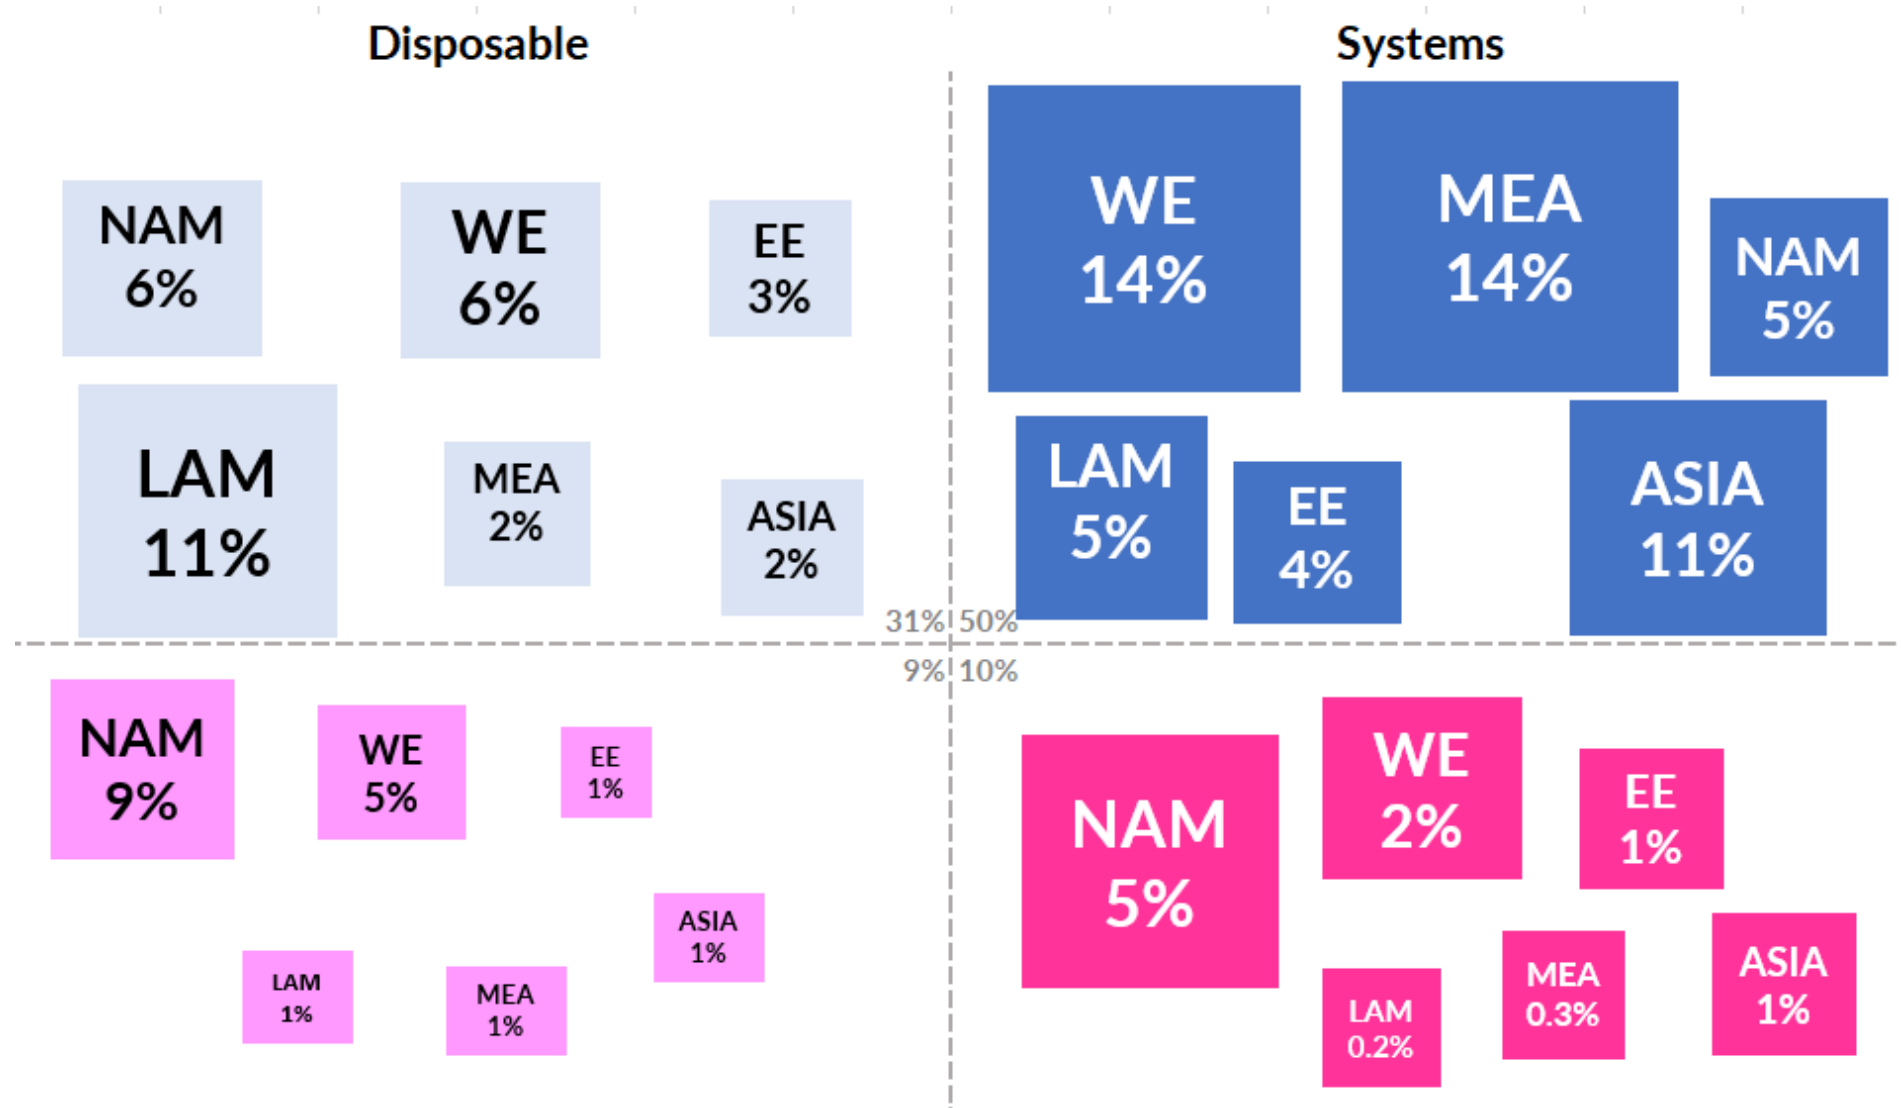 Disposable
Systems
NAM
6%
WE
6%
EE
3%
LAM
11%
MEA
2%
ASIA
2%
WE
14%
MEA
14%
NAM
5%
LAM
5%
EE
4%
ASIA
11%
31% 50%
9% 10%
NAM
9%
WE
5%
EE
1%
LAM
1%
MEA
1%
ASIA
1%
NAM
5%
WE
2%
EE
1%
LAM
0.2%
MEA
0.3%
ASIA
1%